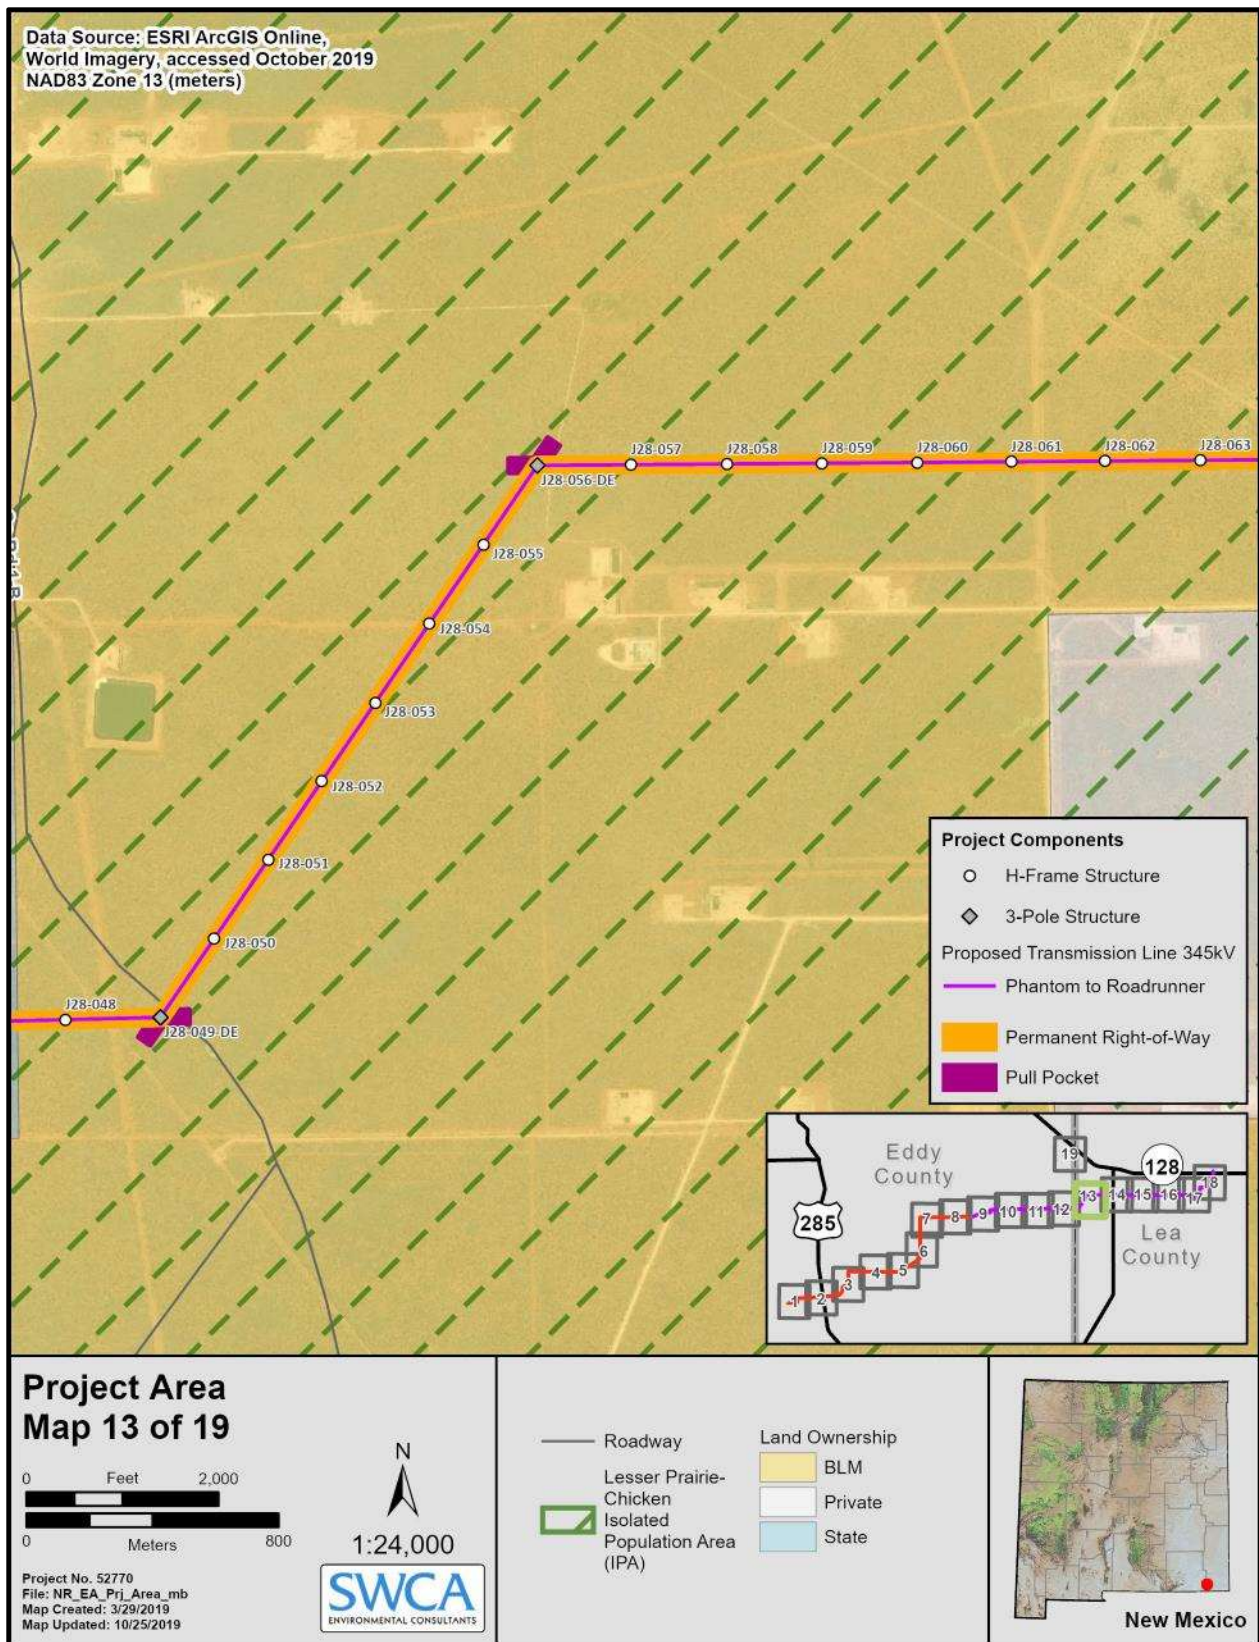 Data Source: ESRI ArcGIS Online,
World Imagery, accessed October 2019
NAD83 Zone 13 (meters)
J28-057
J28-058
J28-059
J28-060
J28-061
J28-062
J28-063
J28-056-DE
J28-055
J28-054
J28-053
J28-052
J28-051
J28-050
J28-048
J28-049-DE
Project Components
H-Frame Structure
3-Pole Structure
Proposed Transmission Line 345kV
Phantom to Roadrunner
Permanent Right-of-Way
Pull Pocket
Eddy
County
285
128
Lea
County
1
2
3
4
5
6
7
8
9
10
11
12
13
14
15
16
17
18
19
Project Area
Map 13 of 19
0 Feet 2,000
0 Meters 800
N
1:24,000
Project No. 52770
File: NR_EA_Prj_Area_mb
Map Created: 3/29/2019
Map Updated: 10/25/2019
SWCA
ENVIRONMENTAL CONSULTANTS
Roadway
Lesser Prairie-
Chicken
Isolated
Population Area
(IPA)
Land Ownership
BLM
Private
State
New Mexico